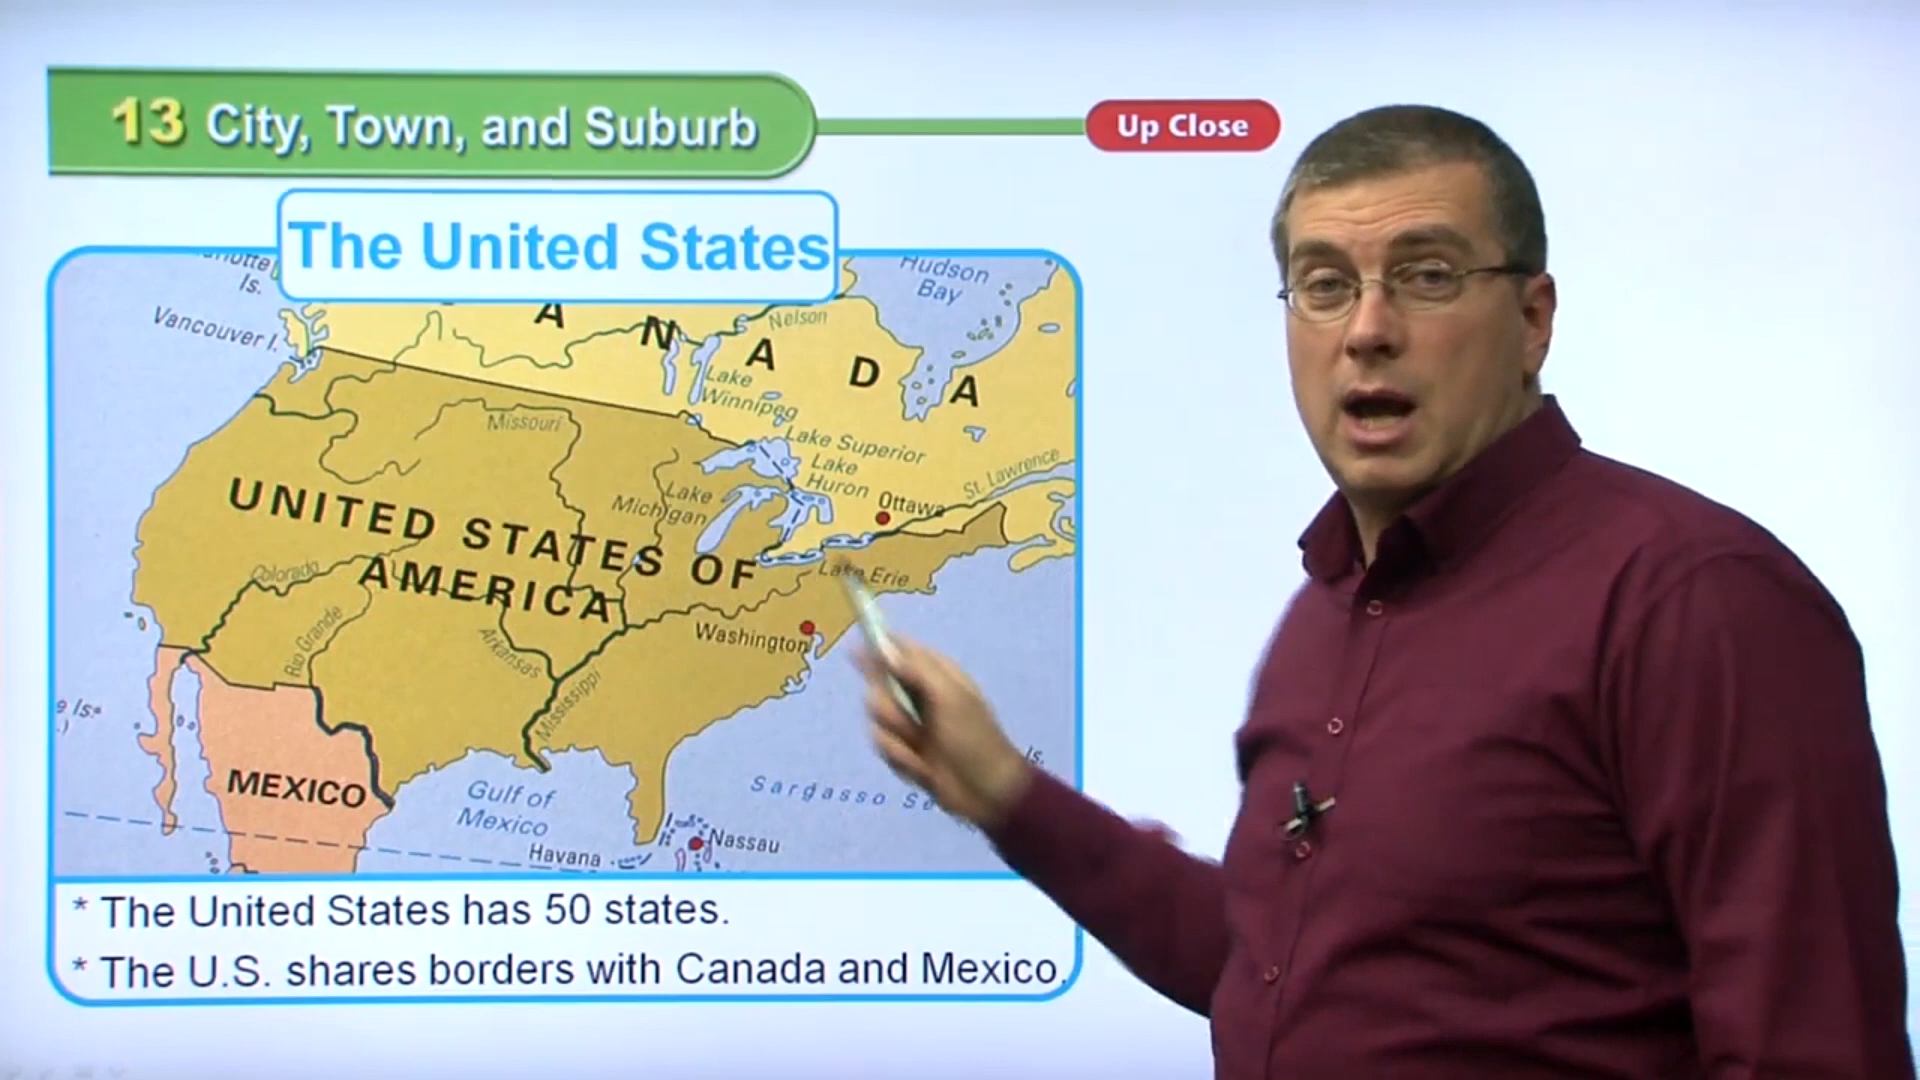 13 City, Town, and Suburb
Up Close
The United States
Is.
Hudson
Bay
Vancouver I.
Nelson
A N A D A
Lake
Winnipeg
Missouri
Lake Superior
Lake
Huron
St. Lawrence
Lake
Michigan
Ottawa
UNITED STATES OF
AMERICA
Colorado
Lake Erie
Rio Grande
Arkansas
Washington
Mississippi
MEXICO
Gulf of
Mexico
Is.
Sargasso
Nassau
Havana
* The United States has 50 states.
* The U.S. shares borders with Canada and Mexico.